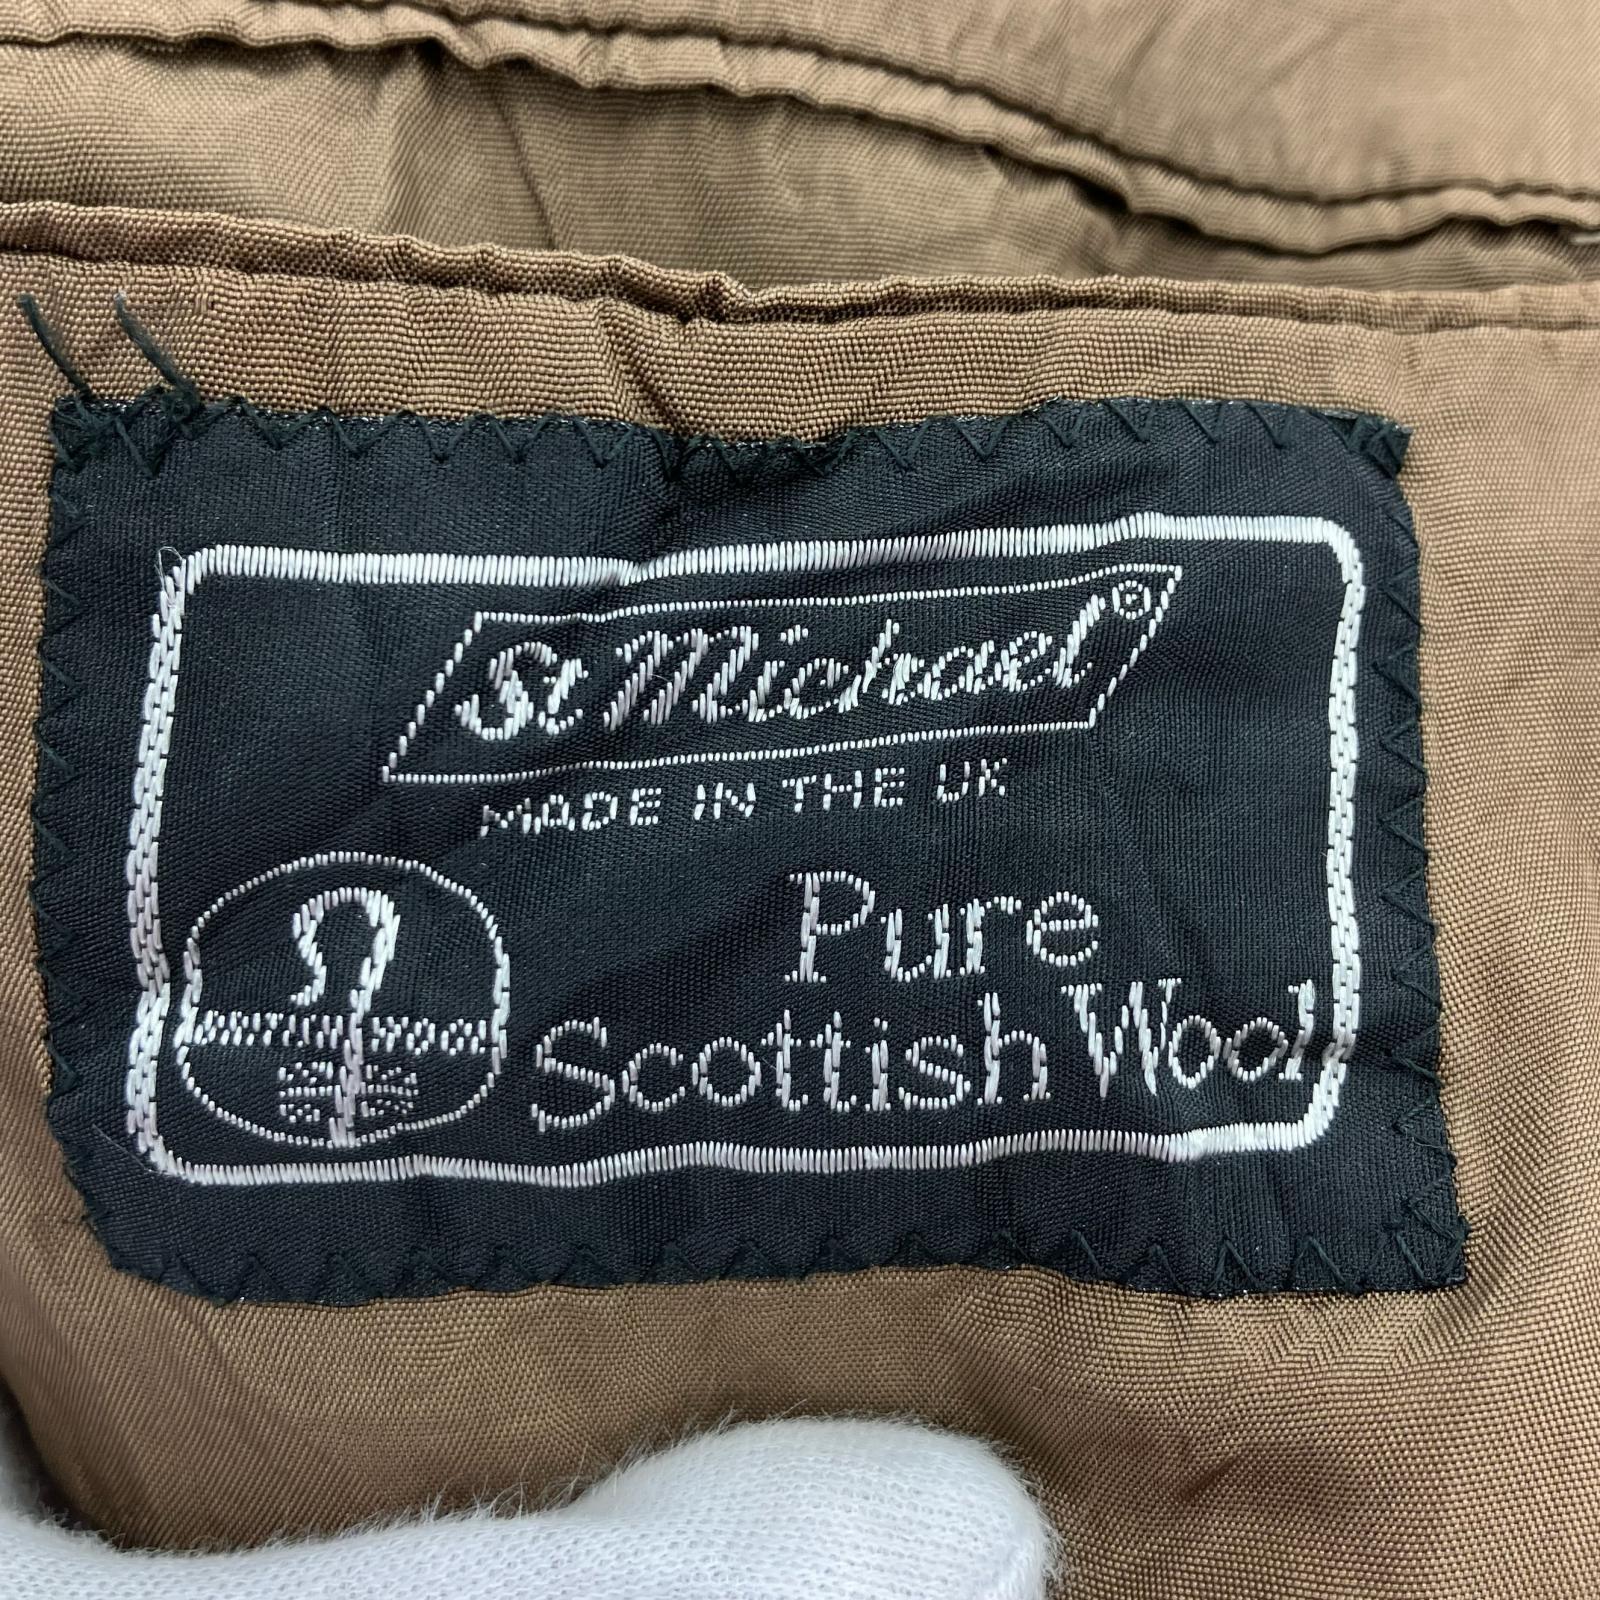 St Michael®
MADE IN THE UK
Pure
Scottish Wool
BRITISH WOOL